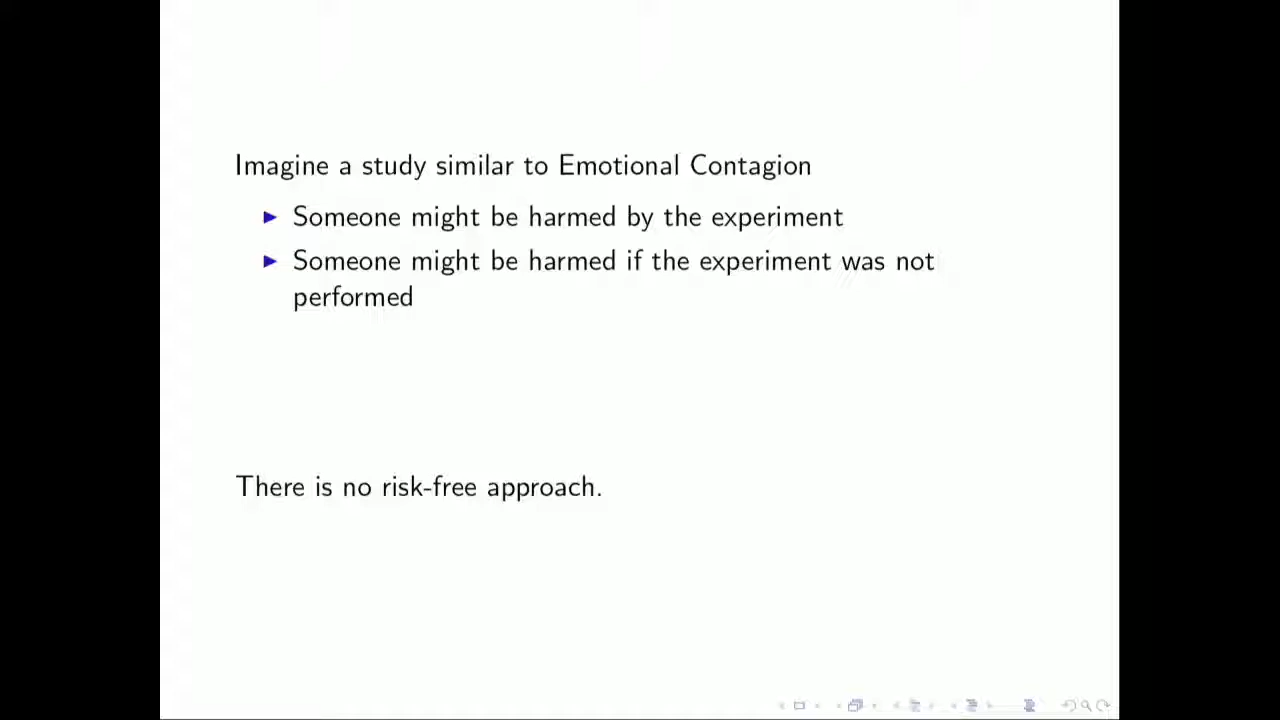 Imagine a study similar to Emotional Contagion
Someone might be harmed by the experiment
Someone might be harmed if the experiment was not
performed
There is no risk-free approach.